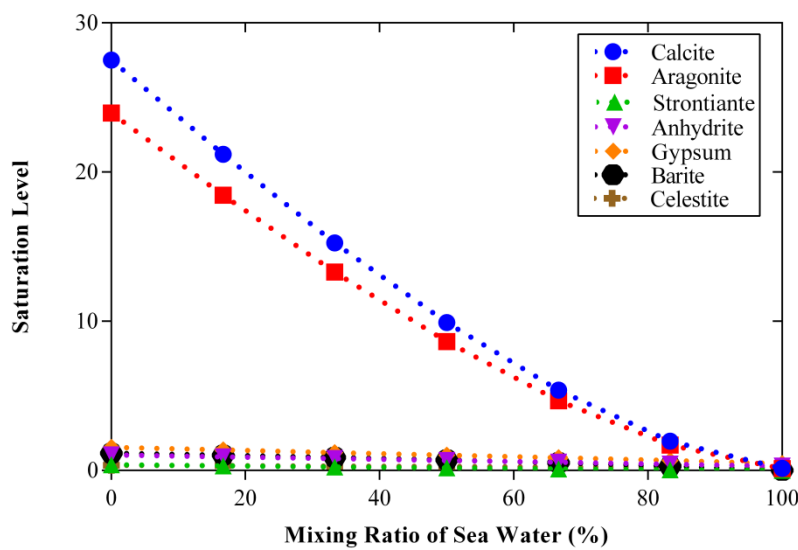 30
20
10
0
0
20
40
60
80
100
Saturation Level
Mixing Ratio of Sea Water (%)
Calcite
Aragonite
Strontiante
Anhydrite
Gypsum
Barite
Celestite